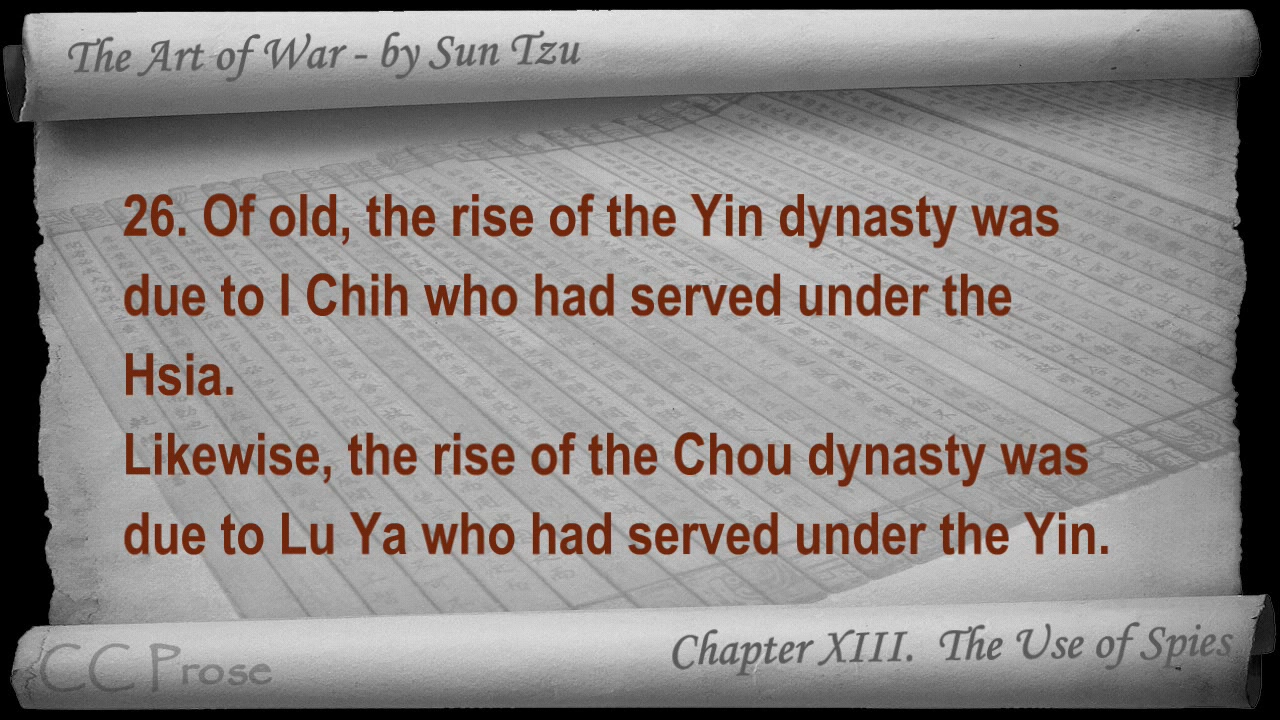 The Art of War - by Sun Tzu
26. Of old, the rise of the Yin dynasty was
due to I Chih who had served under the
Hsia.
Likewise, the rise of the Chou dynasty was
due to Lu Ya who had served under the Yin.
CC Prose
Chapter XIII. The Use of Spies